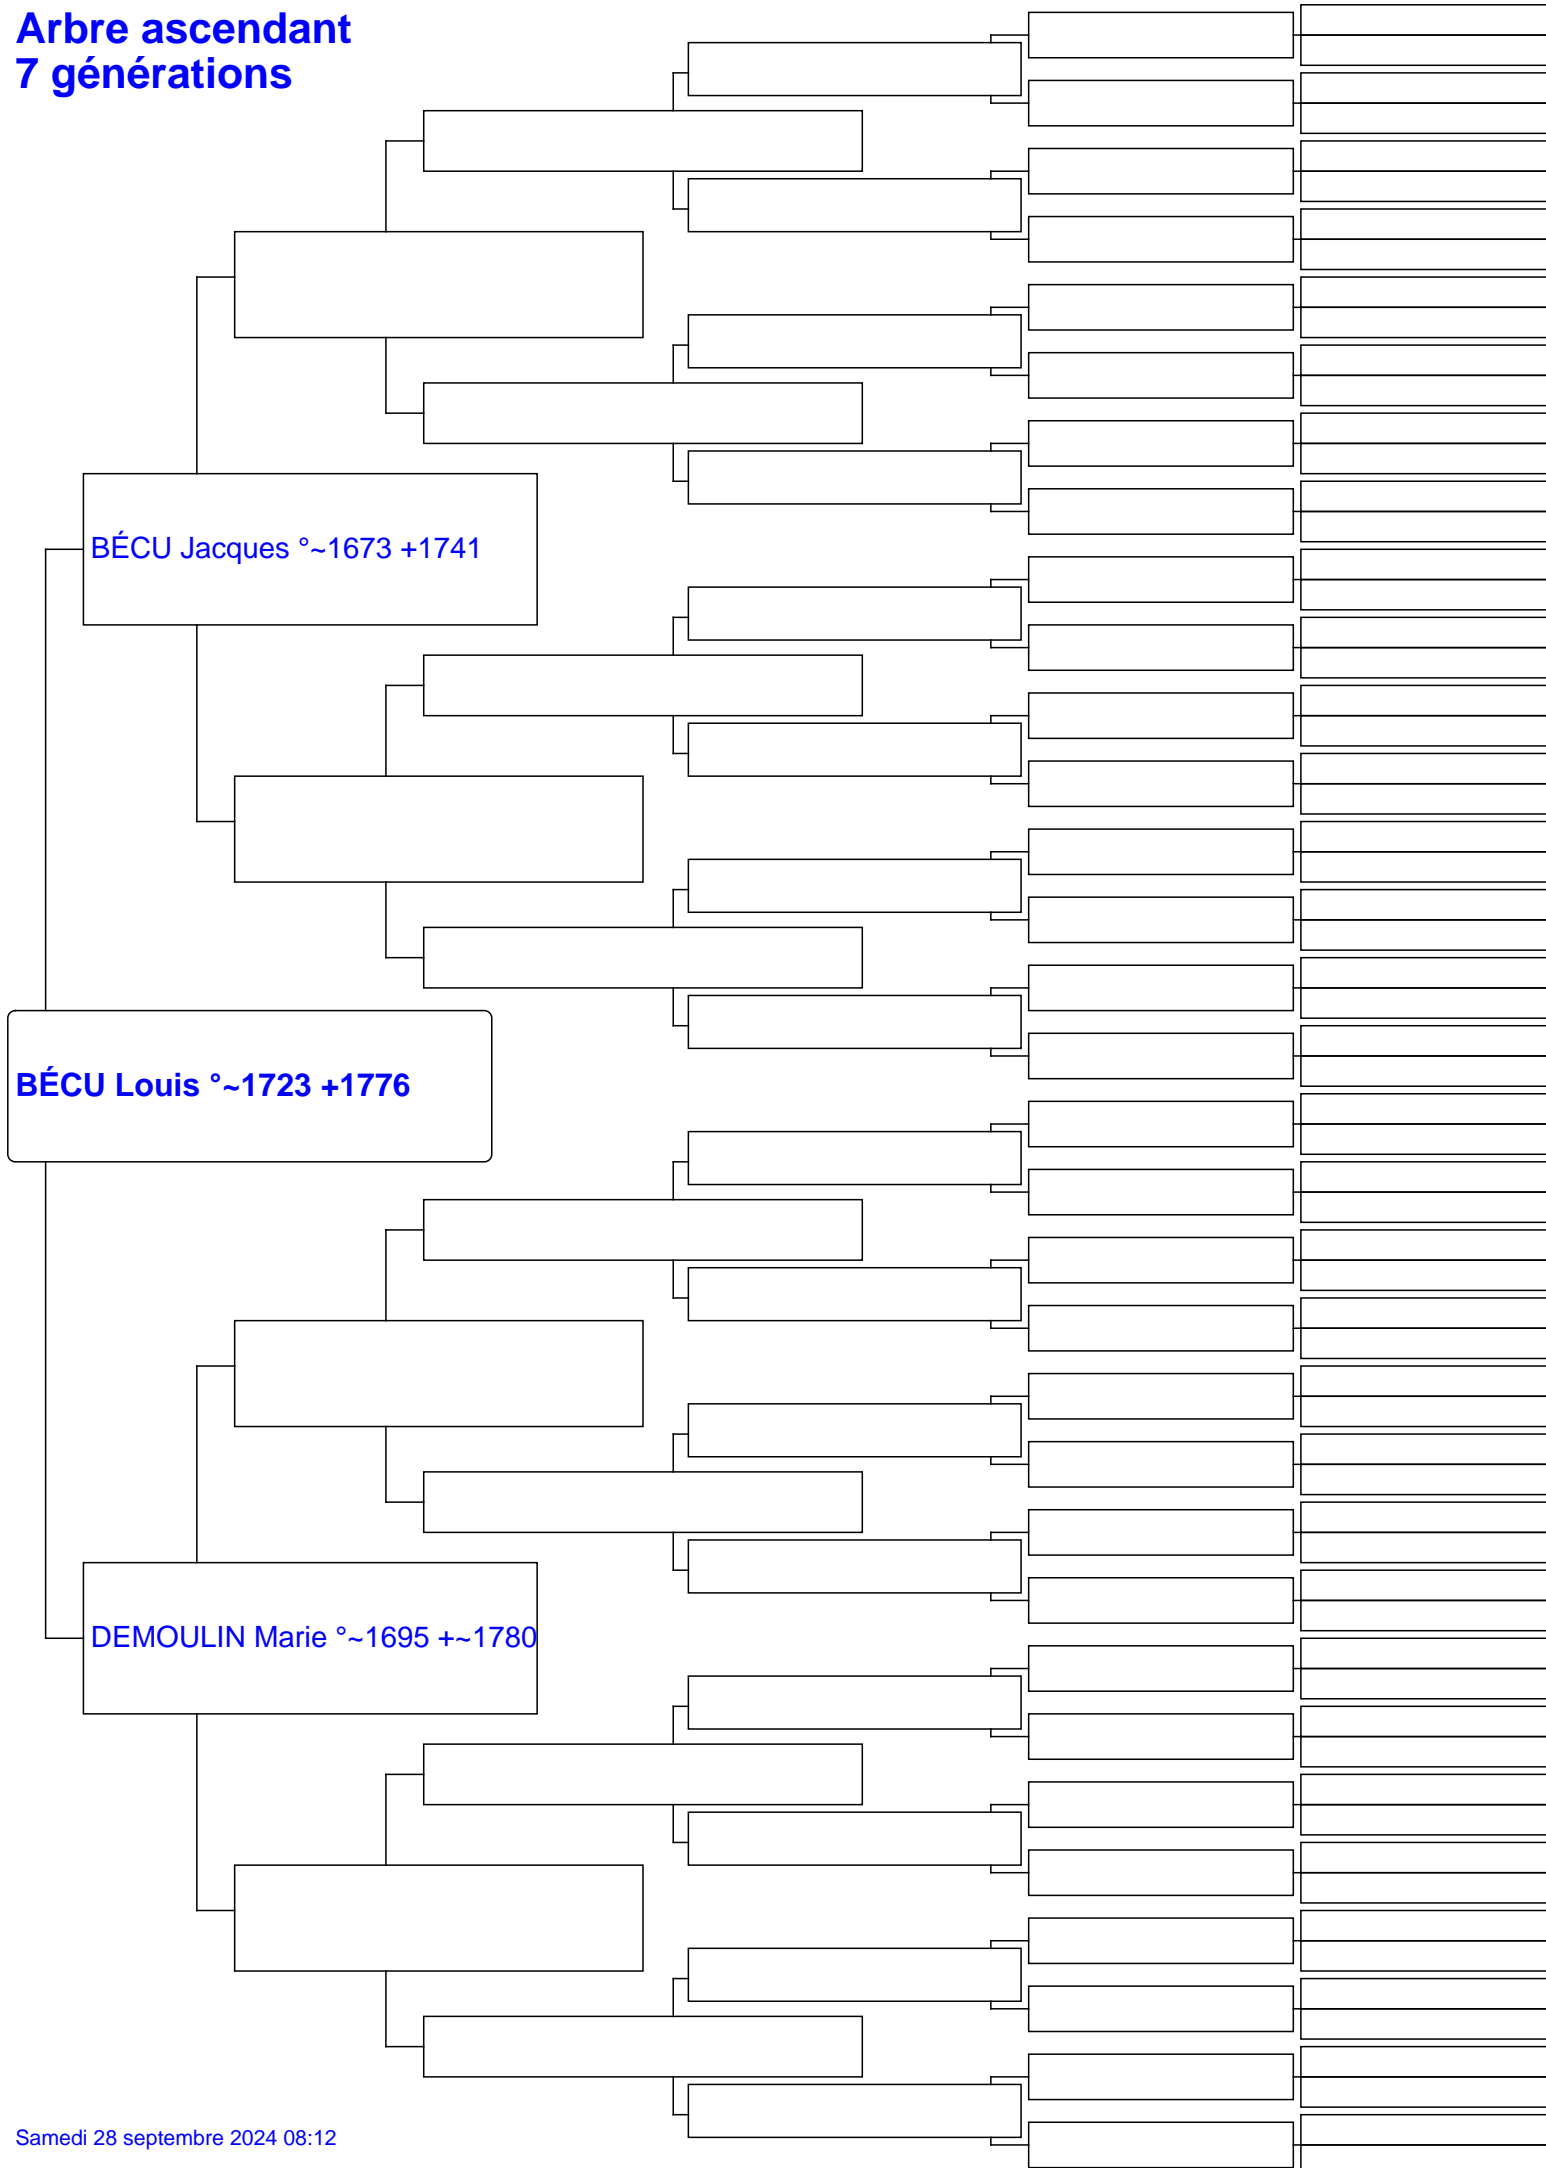 Arbre ascendant
7 générations
BÉCU Jacques °~1673 +1741
BÉCU Louis °~1723 +1776
DEMOULIN Marie °~1695 +~1780
Samedi 28 septembre 2024 08:12